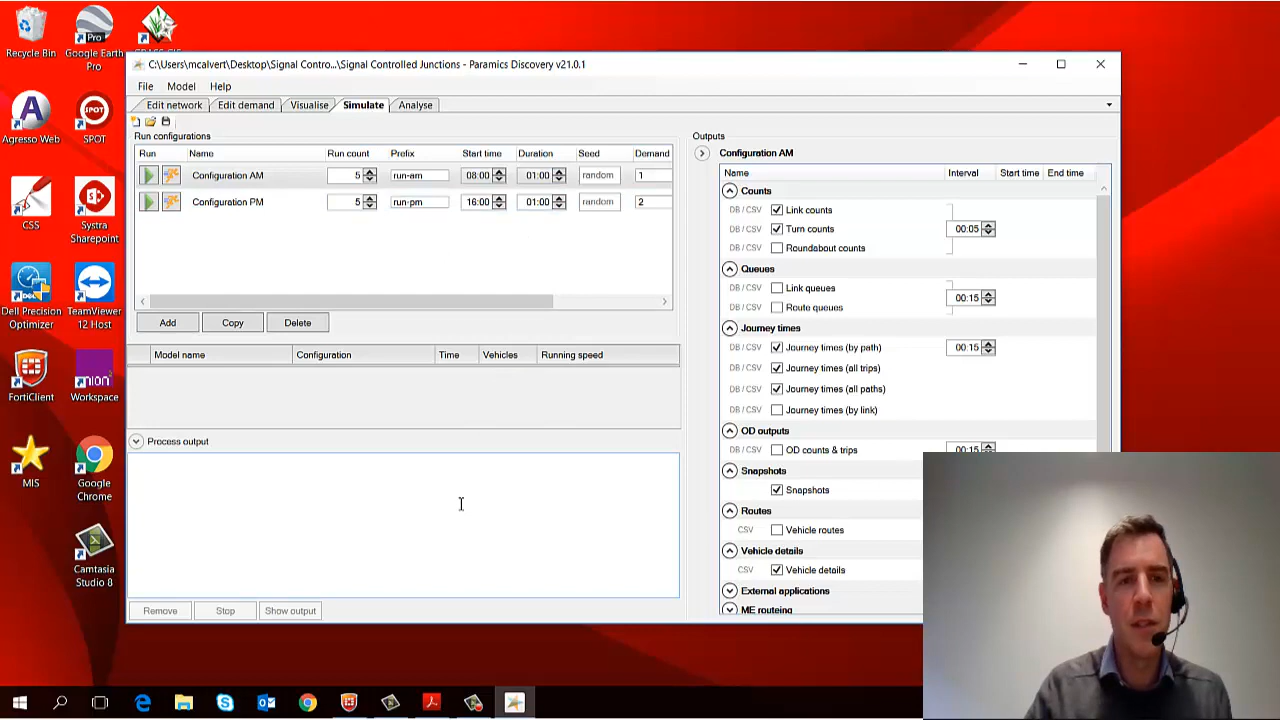 Recycle Bin
Google Earth
Pro
Pro
Agresso Web
SPOT
SPOT
CSS
Systra
Sharepoint
Dell Precision
Optimizer
TeamViewer
12 Host
FortiClient
Workspace
MIS
Google
Chrome
Camtasia
Studio 8
C:\Users\mcalvert\Desktop\Signal Contro...\Signal Controlled Junctions - Paramics Discovery v21.0.1
File Model Help
Edit network Edit demand Visualise Simulate Analyse
Run configurations
Run Name Run count Prefix Start time Duration Seed Demand
Configuration AM 5 run-am 08:00 01:00 random 1
Configuration PM 5 run-pm 16:00 01:00 random 2
Add Copy Delete
Model name Configuration Time Vehicles Running speed
Process output
Remove Stop Show output
Outputs
Configuration AM
Name Interval Start time End time
Counts
DB / CSV Link counts
DB / CSV Turn counts 00:05
DB / CSV Roundabout counts
Queues
DB / CSV Link queues
00:15
DB / CSV Route queues
Journey times
DB / CSV Journey times (by path) 00:15
DB / CSV Journey times (all trips)
DB / CSV Journey times (all paths)
DB / CSV Journey times (by link)
OD outputs
DB / CSV OD counts & trips 00:15
Snapshots
Snapshots
Routes
CSV Vehicle routes
Vehicle details
CSV Vehicle details
External applications
ME routeing